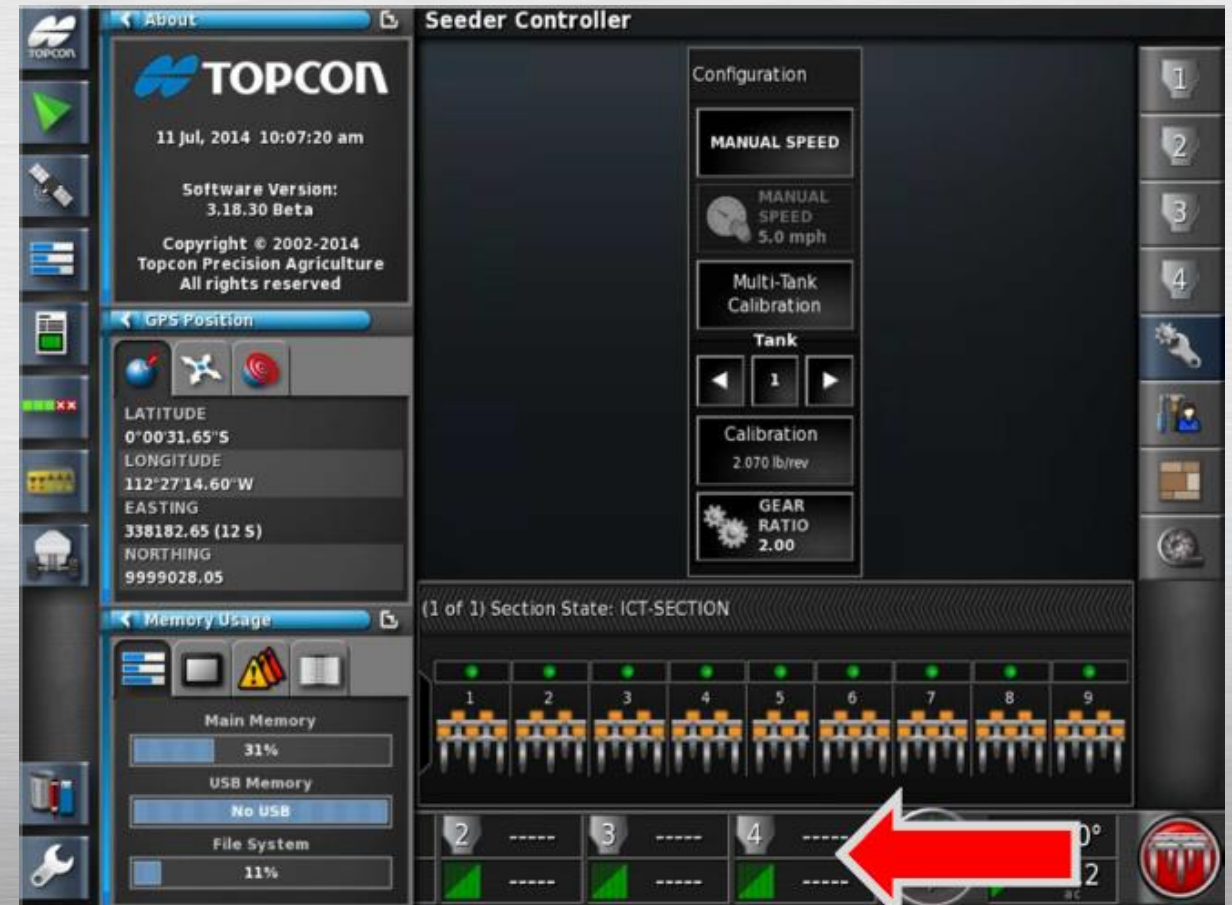 TOPCON
About
TOPCON
11 Jul, 2014 10:07:20 am
Software Version:
3.18.30 Beta
Copyright © 2002-2014
Topcon Precision Agriculture
All rights reserved
GPS Position
LATITUDE
0°00'31.65"S
LONGITUDE
112°27'14.60"W
EASTING
338182.65 (12 S)
NORTHING
9999028.05
Memory Usage
Main Memory
31%
USB Memory
No USB
File System
11%
Seeder Controller
Configuration
MANUAL SPEED
MANUAL
SPEED
5.0 mph
Multi-Tank
Calibration
Tank
1
Calibration
2.070 lb/rev
GEAR
RATIO
2.00
(1 of 1) Section State: ICT-SECTION
1 2 3 4 5 6 7 8 9
2 ----- 3 ----- 4 ----- 0°
----- ----- ----- 2
ac
1
2
3
4